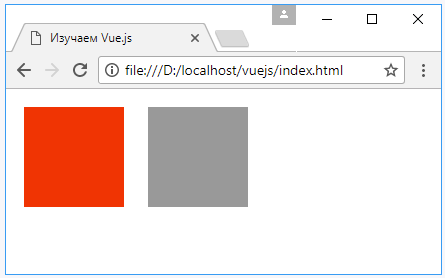 Изучаем Vue.js
file:///D:/localhost/vuejs/index.html